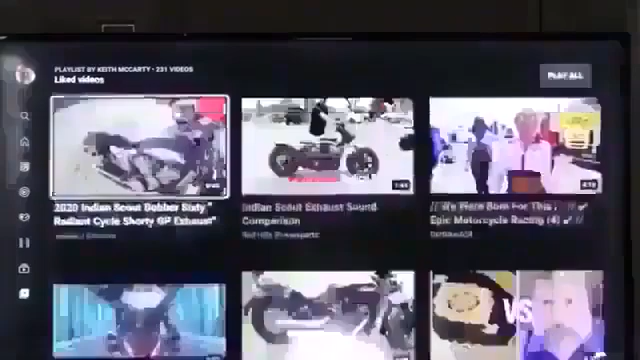 PLAYLIST BY KEITH MCCARTY • 231 VIDEOS
Liked videos
PLAY ALL
2020 Indian Scout Bobber Sixty "
Radiant Cycle Shorty GP Exhaust"
Indian Scout Exhaust Sound
Comparison
// We Were Born For This //
Epic Motorcycle Racing (4)
VS